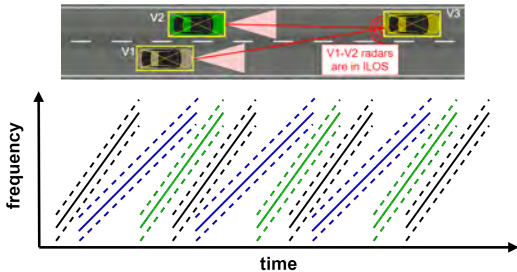 V2
V3
V1
V1-V2 radars
are in ILOS
frequency
time